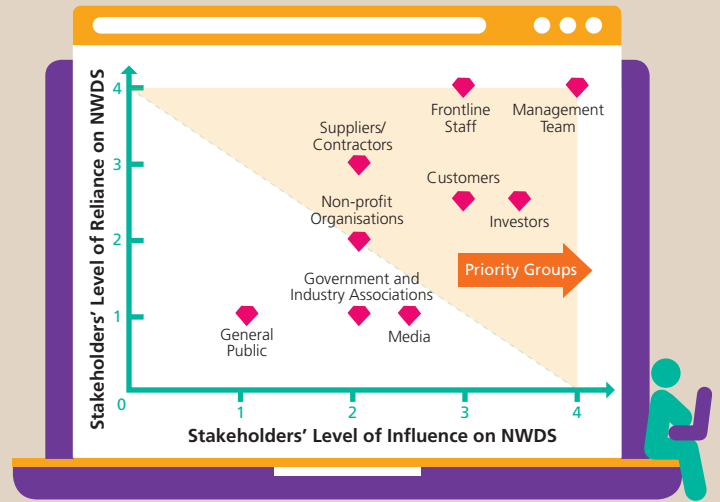 Stakeholders’ Level of Reliance on NWDS
4
3
2
1
0
Frontline
Staff
Management
Team
Suppliers/
Contractors
Customers
Investors
Non-profit
Organisations
Priority Groups
Government and
Industry Associations
Media
General
Public
1
2
3
4
Stakeholders’ Level of Influence on NWDS